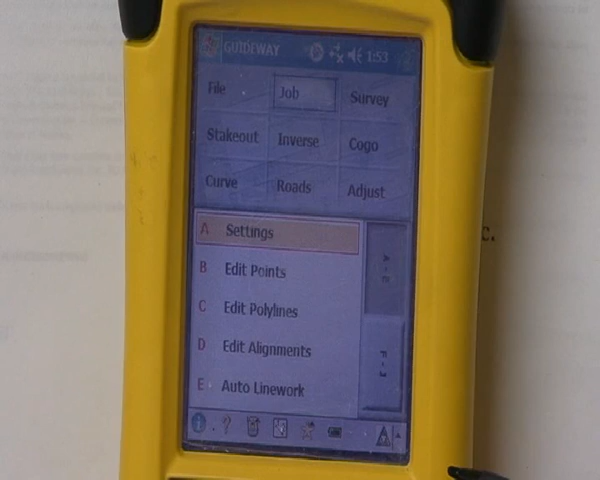 GUIDEWAY 1:53
File Job Survey
Stakeout Inverse Cogo
Curve Roads Adjust
A Settings
B Edit Points
C Edit Polylines
D Edit Alignments
E Auto Linework
A - E
F - J
c.